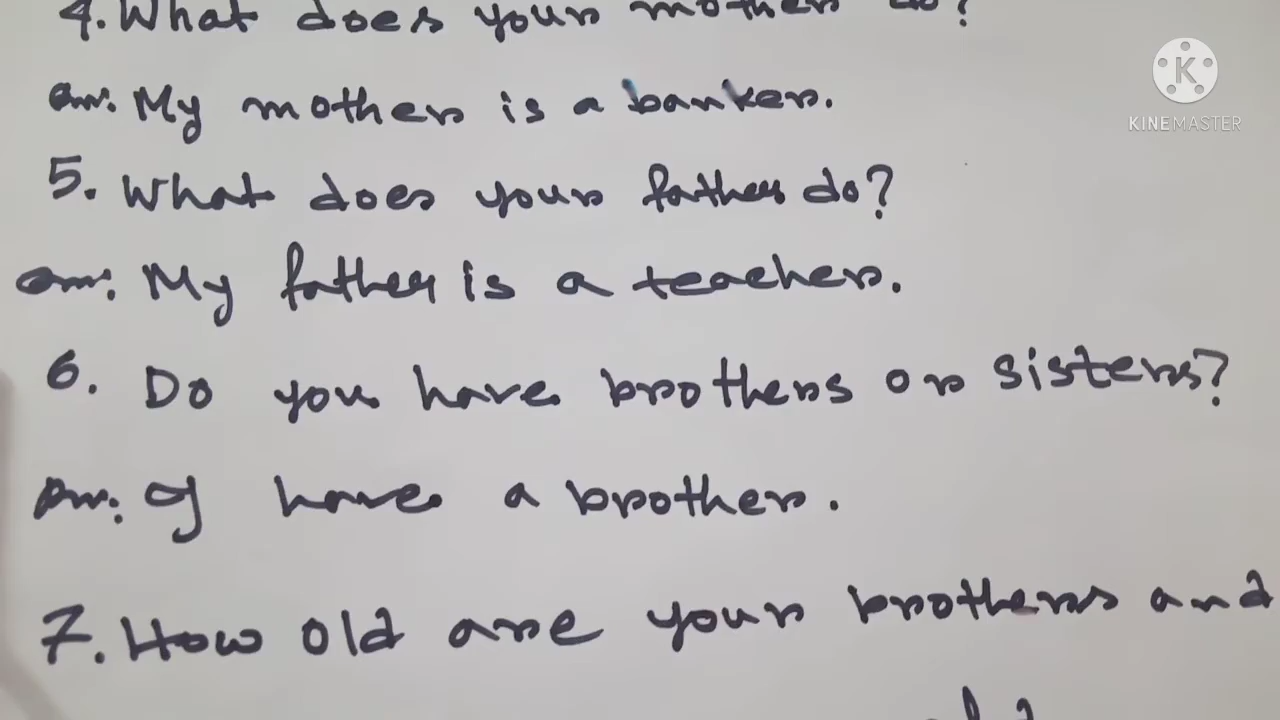 4. What does your mother do?
ans: My mother is a banker.
5. What does your father do?
ans: My father is a teacher.
6. Do you have brothers or sisters?
Ans: I have a brother.
7. How old are your brothers and
K
KINEMASTER